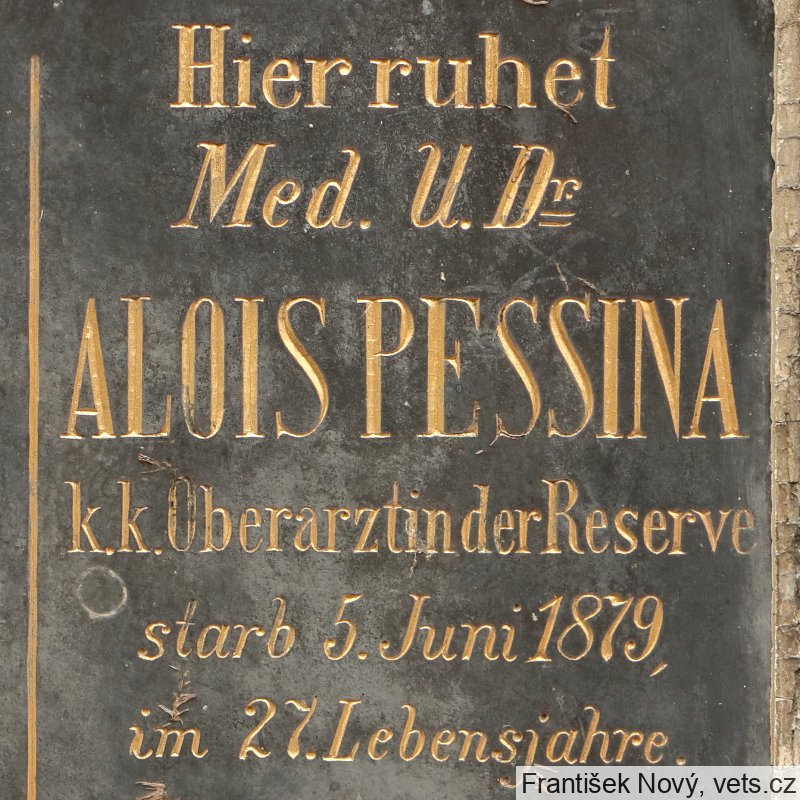 Hier ruhet
Med. U. Dr.
ALOIS PESSINA
k. k. Oberarzt in der Reserve
starb 5. Juni 1879,
im 27. Lebensjahre.
František Nový, vets.cz